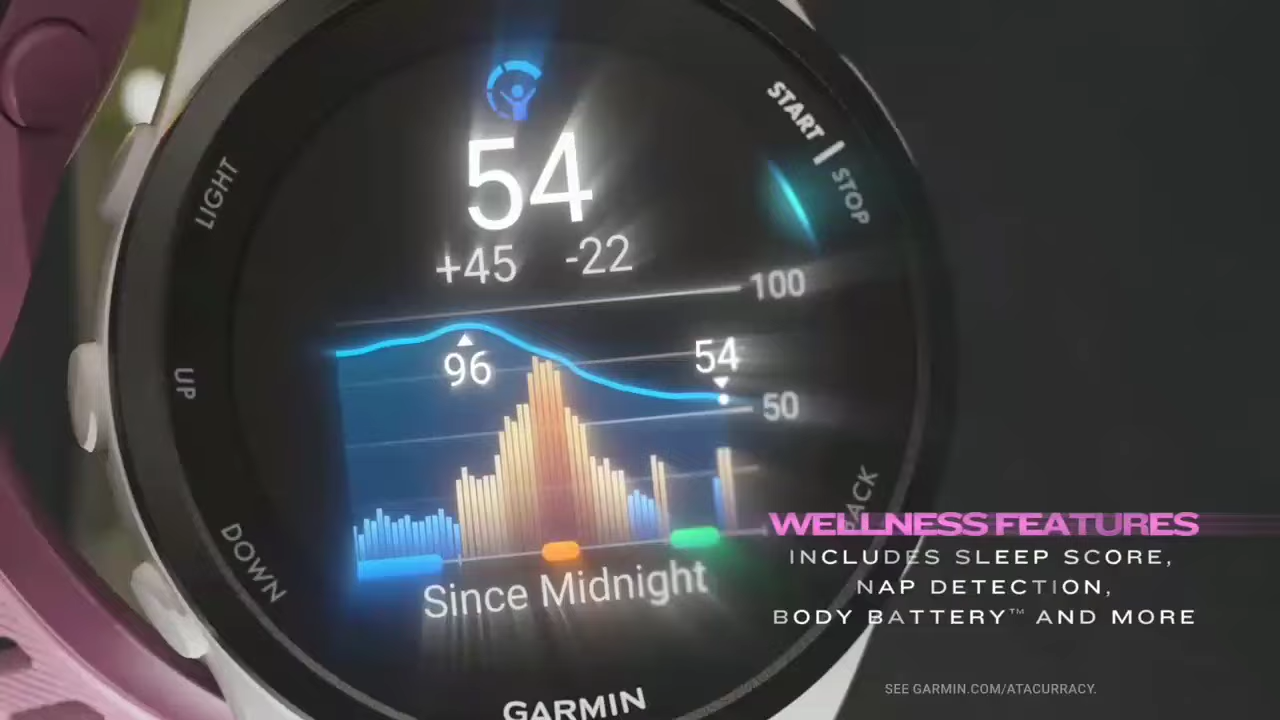 54
+45 -22
100
96
54
50
Since Midnight
GARMIN
LIGHT
UP
DOWN
START | STOP
WELLNESS FEATURES
INCLUDES SLEEP SCORE,
NAP DETECTION,
BODY BATTERY™ AND MORE
SEE GARMIN.COM/ATACURRACY.